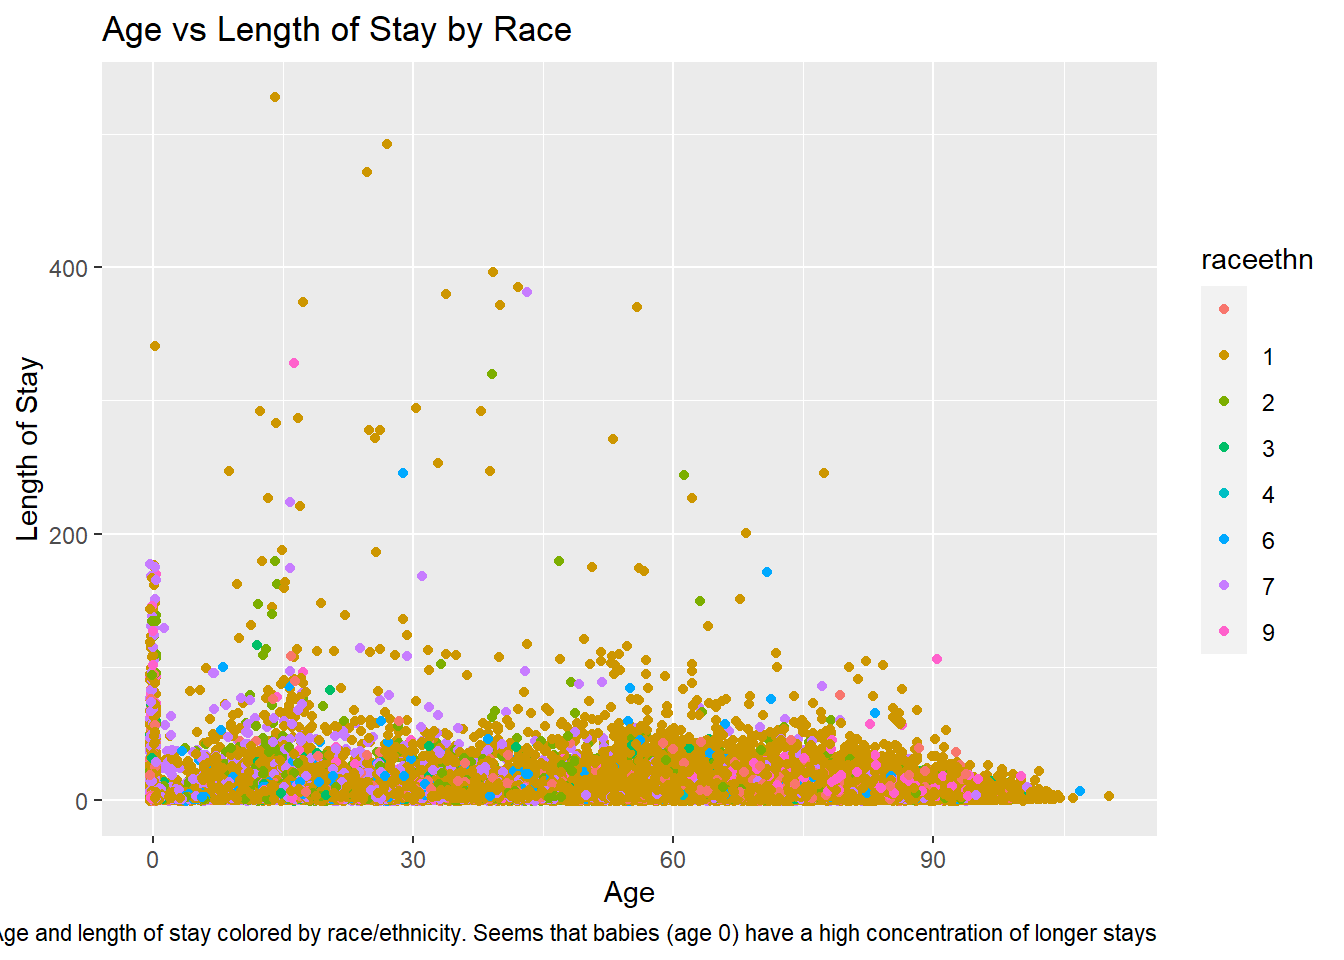 Age vs Length of Stay by Race
Length of Stay
400
200
0
0
30
60
90
Age
raceethn
1
2
3
4
6
7
9
Age and length of stay colored by race/ethnicity. Seems that babies (age 0) have a high concentration of longer stays